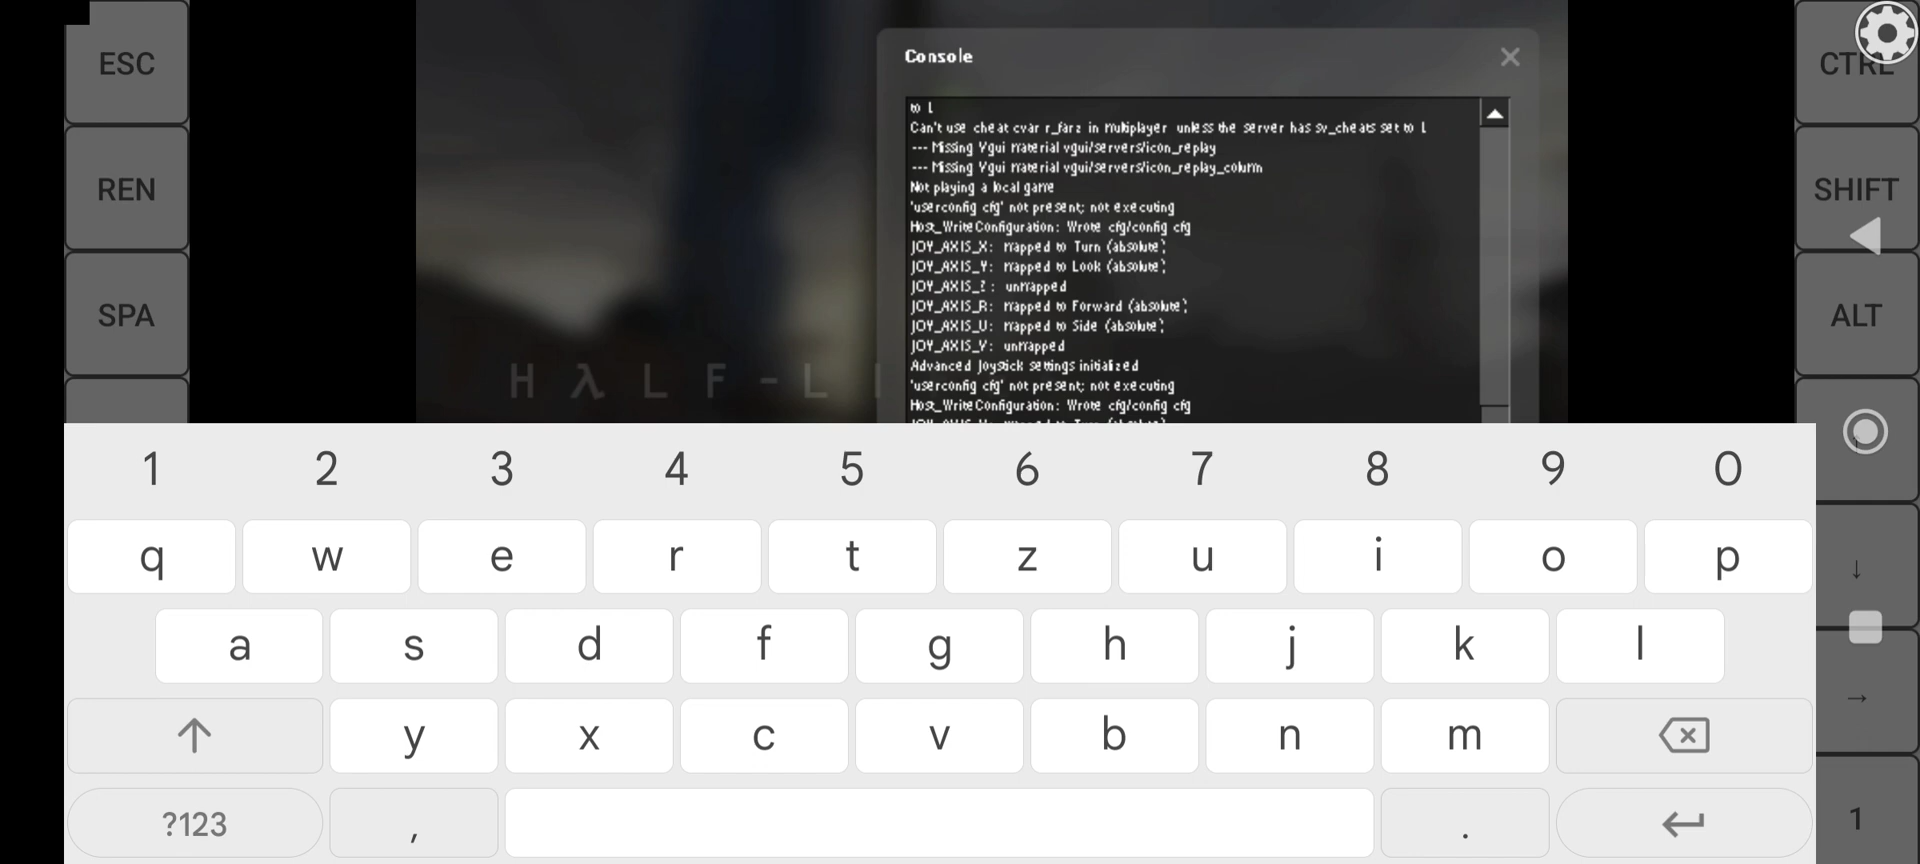 ESC
REN
SPA
CTRL
SHIFT
ALT
Console
to 1
Can't use cheat cvar r_farz in multiplayer unless the server has sv_cheats set to 1
--- Missing Vgui material vgui/servers/icon_replay
--- Missing Vgui material vgui/servers/icon_replay_column
Not playing a local game
'userconfig.cfg' not present; not executing
Host_WriteConfiguration: Wrote cfg/config.cfg
JOY_AXIS_X: mapped to Turn (absolute)
JOY_AXIS_Y: mapped to Look (absolute)
JOY_AXIS_Z: unmapped
JOY_AXIS_R: mapped to Forward (absolute)
JOY_AXIS_U: mapped to Side (absolute)
JOY_AXIS_V: unmapped
Advanced Joystick settings initialized
'userconfig.cfg' not present; not executing
Host_WriteConfiguration: Wrote cfg/config.cfg
HλLF-L
1 2 3 4 5 6 7 8 9 0
q w e r t z u i o p
a s d f g h j k l
↑ y x c v b n m
?123 , . 
↓
→
1